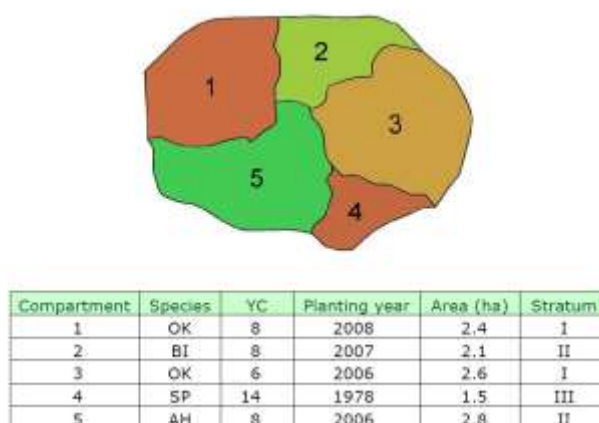 2
1
3
5
4
Compartment Species YC Planting year Area (ha) Stratum
1 OK 8 2008 2.4 I
2 BI 8 2007 2.1 II
3 OK 6 2006 2.6 I
4 SP 14 1978 1.5 III
5 AH 8 2006 2.8 II